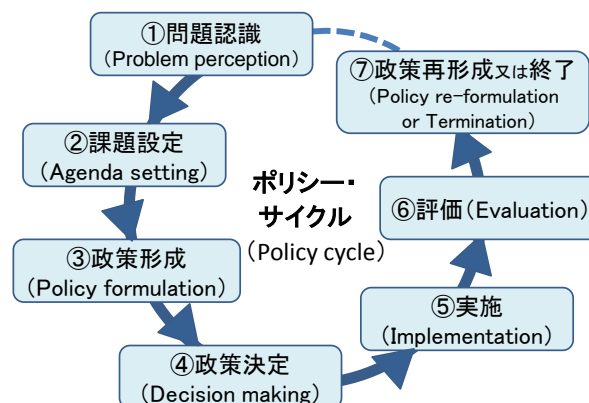 ①問題認識
(Problem perception)
②課題設定
(Agenda setting)
③政策形成
(Policy formulation)
④政策決定
(Decision making)
⑤実施
(Implementation)
⑥評価(Evaluation)
⑦政策再形成又は終了
(Policy re-formulation
or Termination)
ポリシー・
サイクル
(Policy cycle)